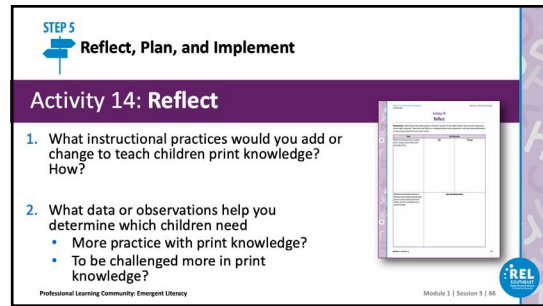 STEP 5
Reflect, Plan, and Implement
Activity 14: Reflect
1. What instructional practices would you add or
change to teach children print knowledge?
How?
2. What data or observations help you
determine which children need
• More practice with print knowledge?
• To be challenged more in print
knowledge?
Activity 14
Reflect
REL
SOUTHEAST
Professional Learning Community: Emergent Literacy
Module 1 | Session 3 | 66